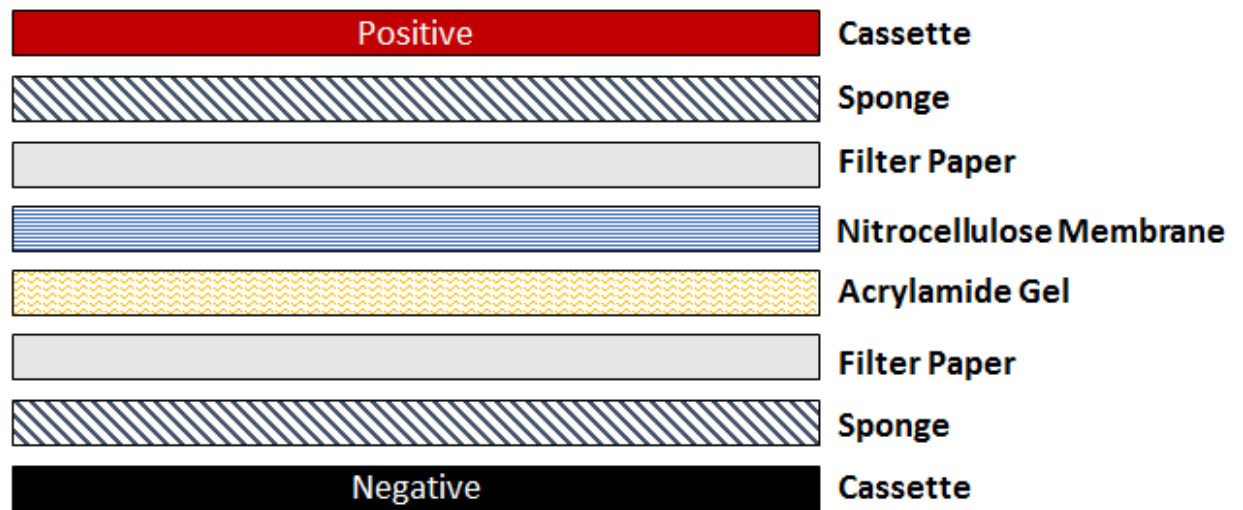 Positive Cassette
Sponge
Filter Paper
Nitrocellulose Membrane
Acrylamide Gel
Filter Paper
Sponge
Negative Cassette